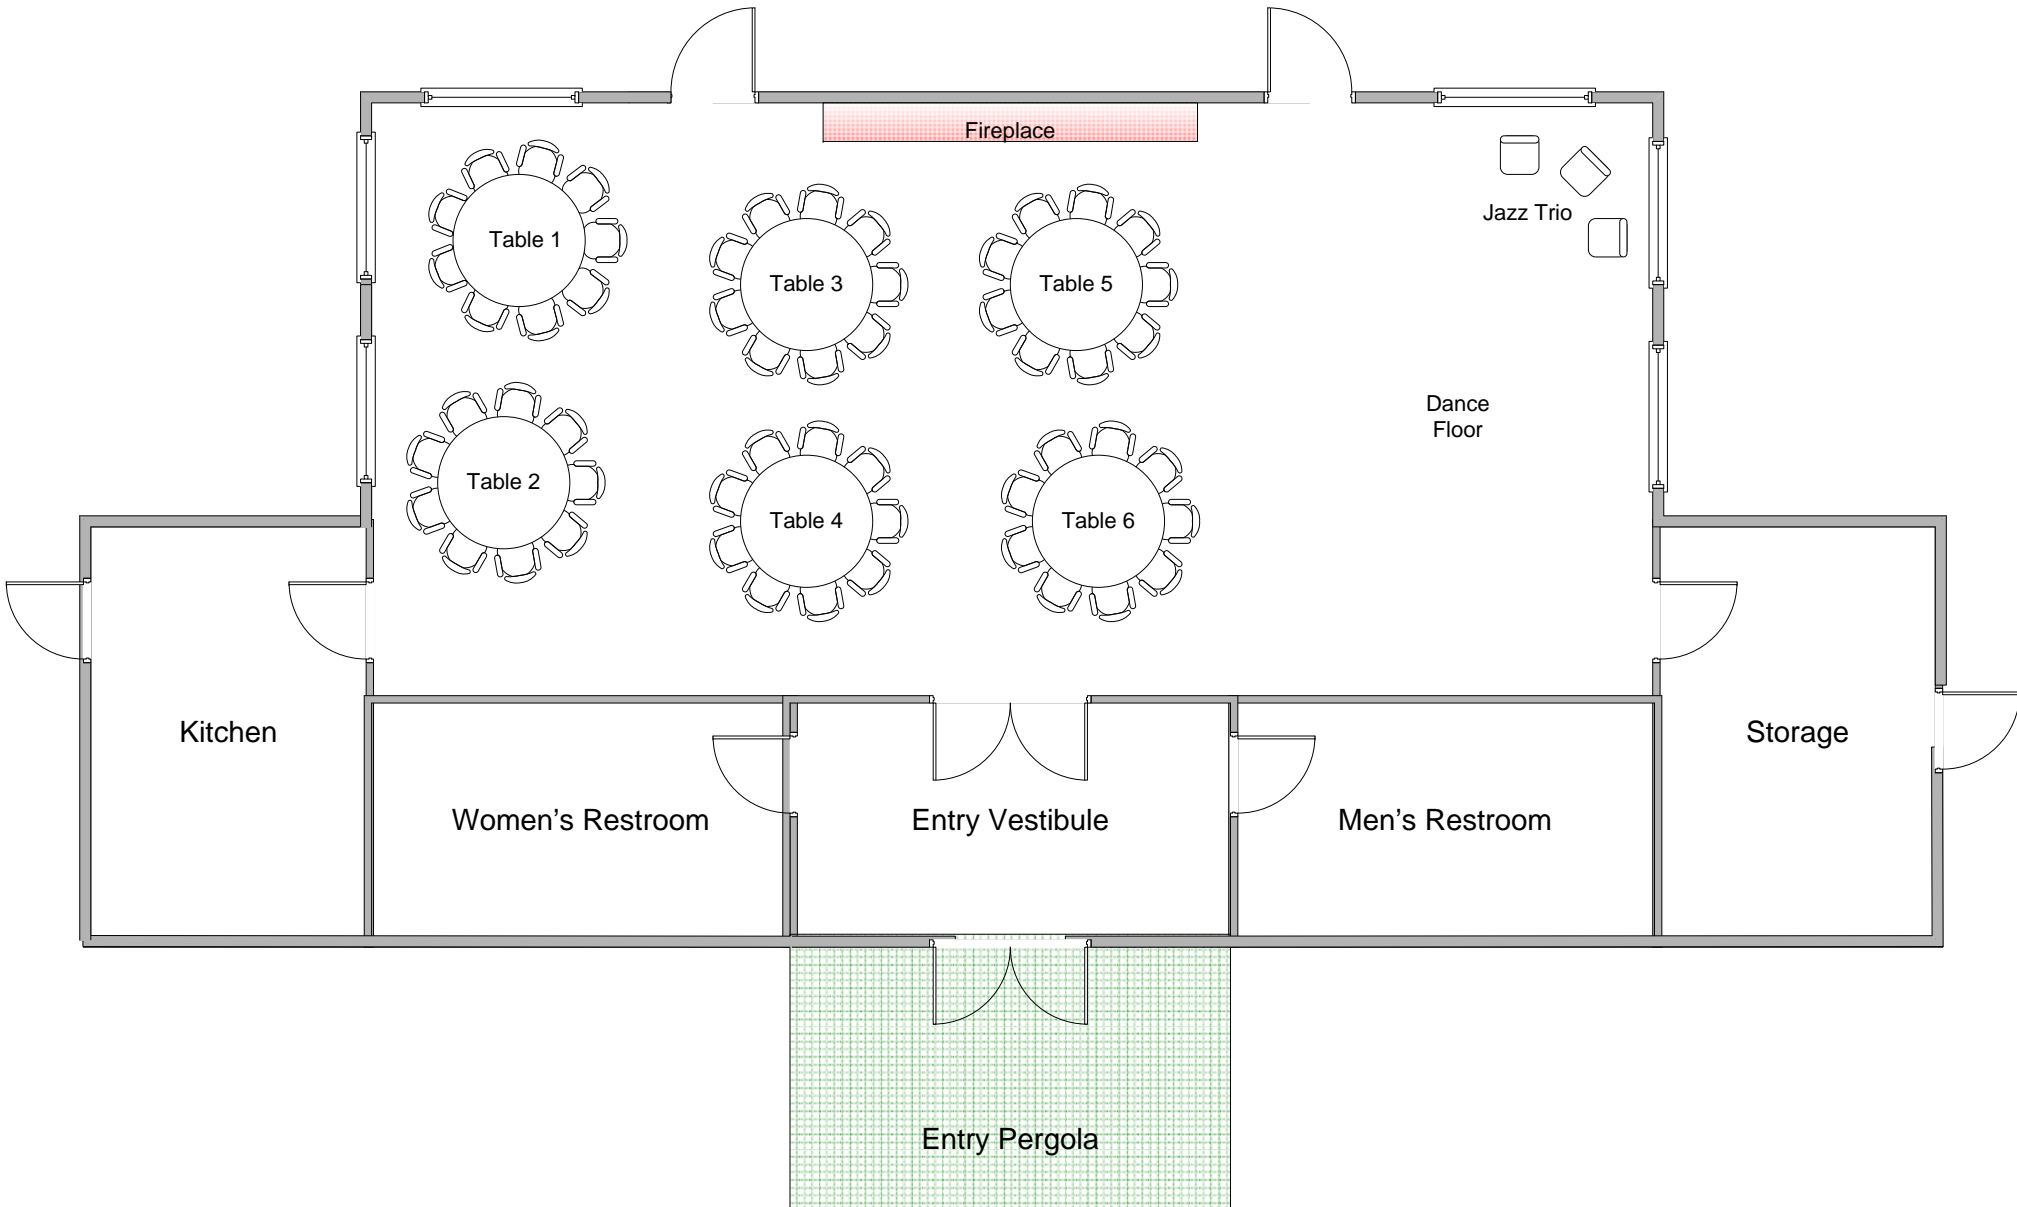 Fireplace
Jazz Trio
Table 1
Table 3
Table 5
Dance
Floor
Table 2
Table 4
Table 6
Kitchen
Storage
Women’s Restroom
Entry Vestibule
Men’s Restroom
Entry Pergola